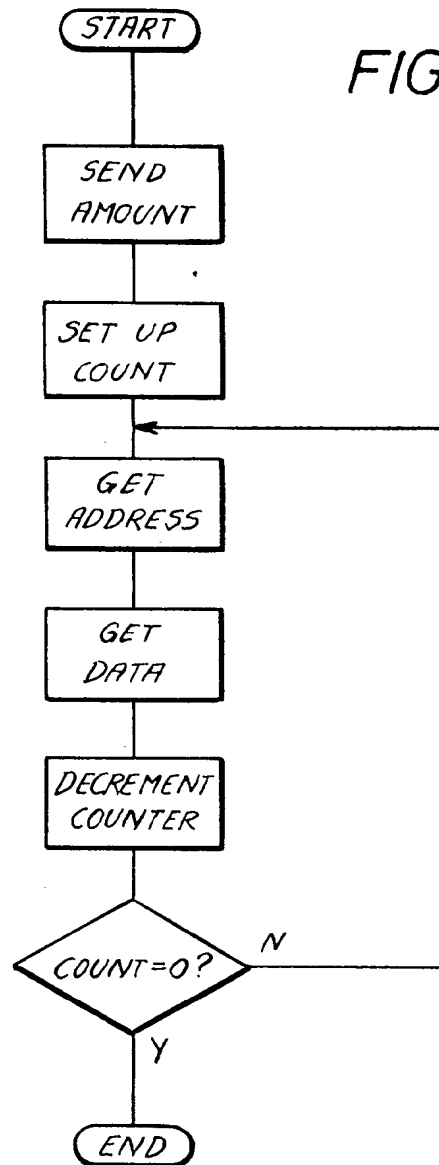 START
FIG
SEND
AMOUNT
SET UP
COUNT
GET
ADDRESS
GET
DATA
DECREMENT
COUNTER
COUNT=0?
N
Y
END